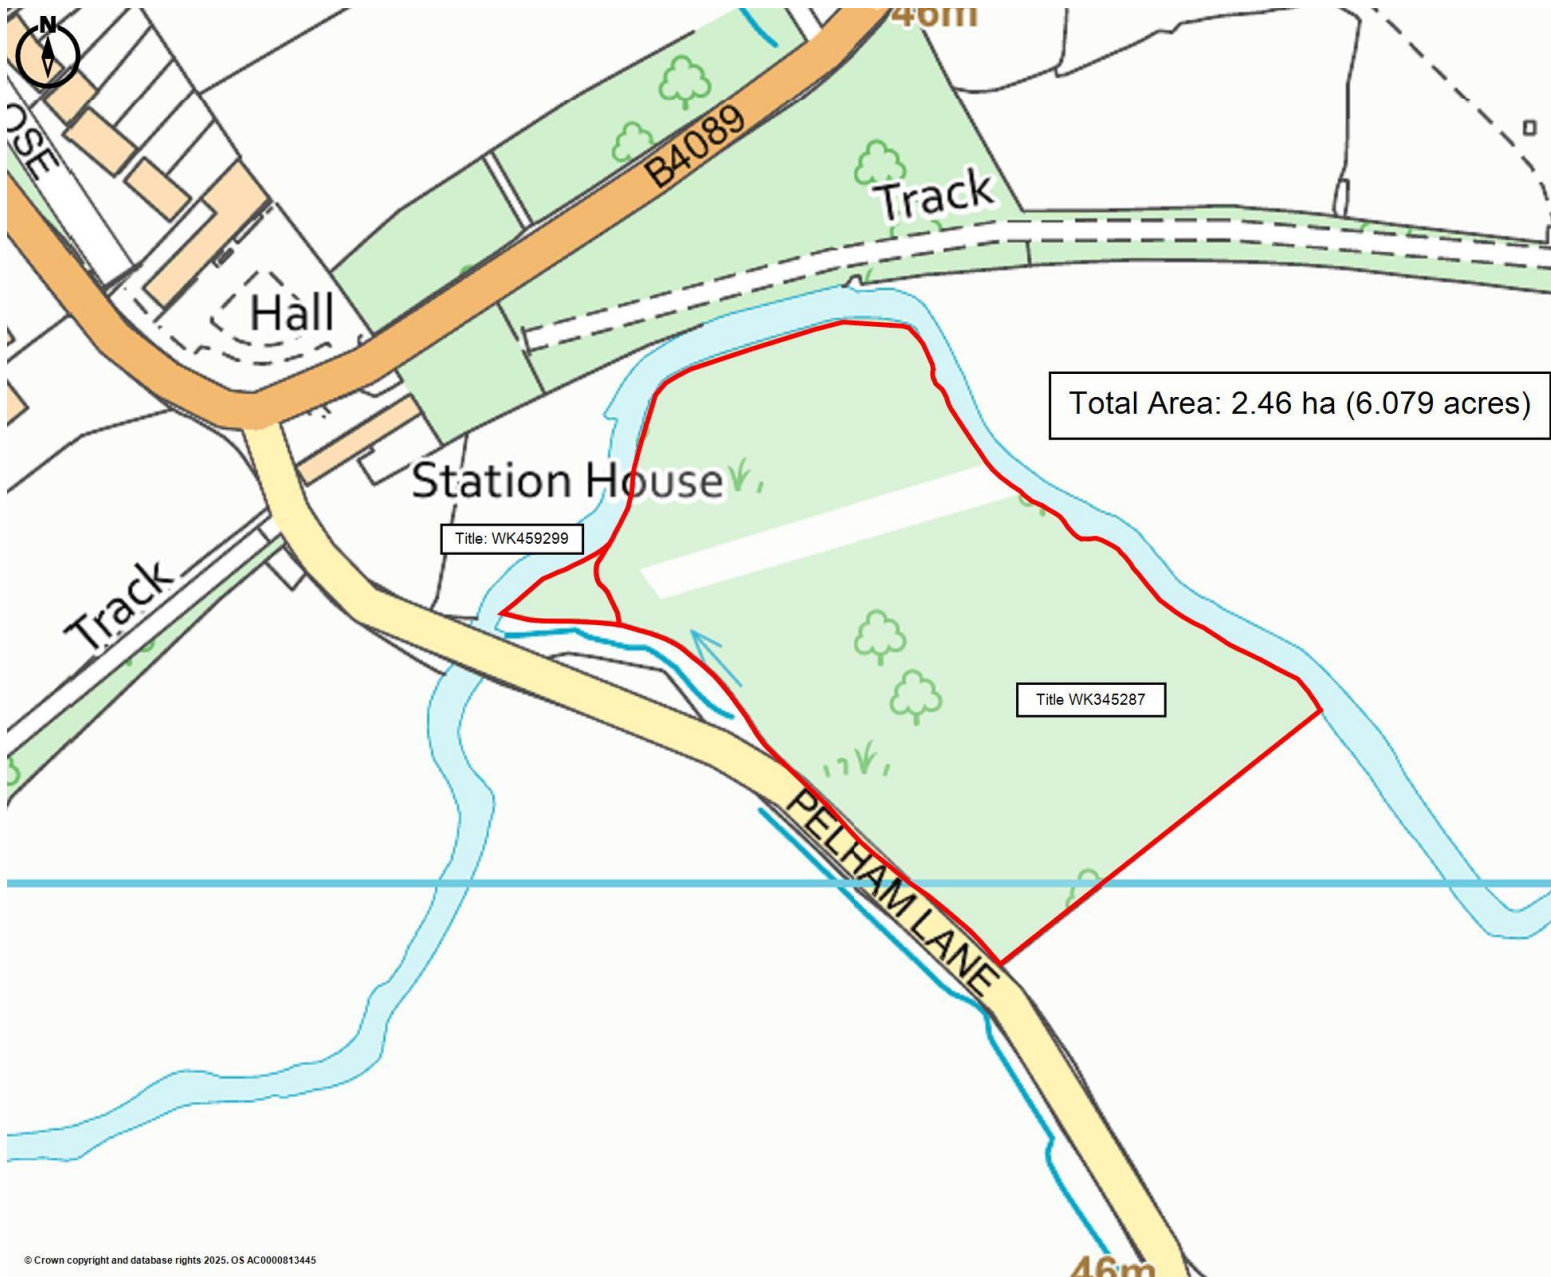 N
46m
OSE
B4089
Track
Hall
Total Area: 2.46 ha (6.079 acres)
Station House
Title: WK459299
Track
Title WK345287
PELHAM LANE
© Crown copyright and database rights 2025. OS AC0000813445
46m